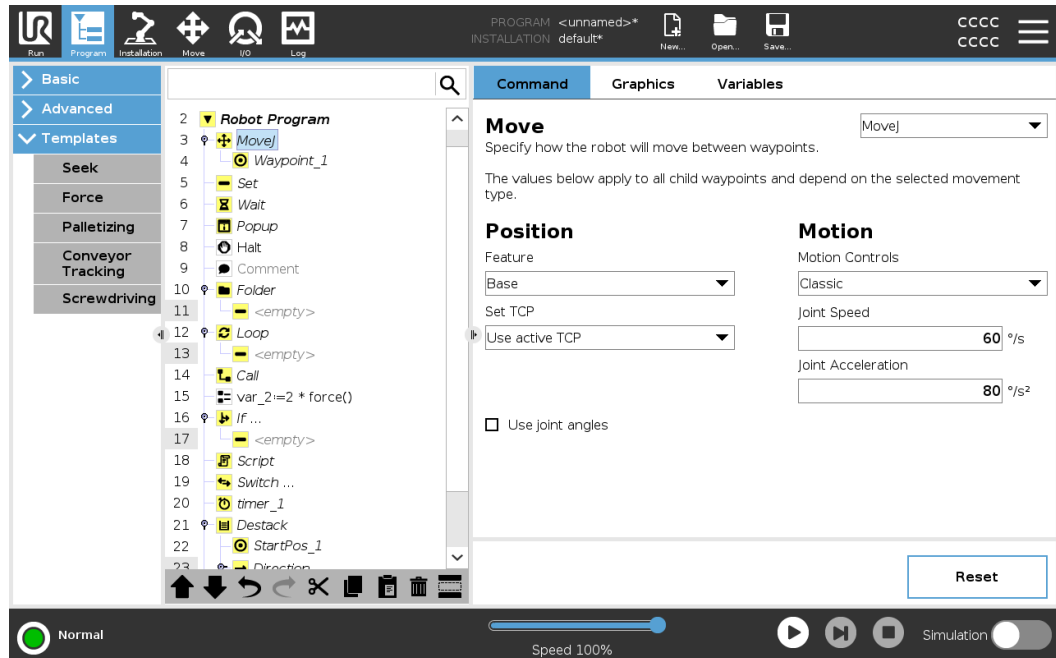 PROGRAM <unnamed>*
INSTALLATION default*
CCCC
CCCC
UR
Run
Program
Installation
Move
I/O
Log
New...
Open...
Save...
Basic
Advanced
Templates
Seek
Force
Palletizing
Conveyor
Tracking
Screwdriving
2 Robot Program
3 MoveJ
4 Waypoint_1
5 Set
6 Wait
7 Popup
8 Halt
9 Comment
10 Folder
11 <empty>
12 Loop
13 <empty>
14 Call
15 var_2:=2 * force()
16 If ...
17 <empty>
18 Script
19 Switch ...
20 timer_1
21 Destack
22 StartPos_1
23 Direction
Command
Graphics
Variables
Move
MoveJ
Specify how the robot will move between waypoints.
The values below apply to all child waypoints and depend on the selected movement
type.
Position
Feature
Base
Set TCP
Use active TCP
Use joint angles
Motion
Motion Controls
Classic
Joint Speed
60 °/s
Joint Acceleration
80 °/s²
Reset
Normal
Speed 100%
Simulation